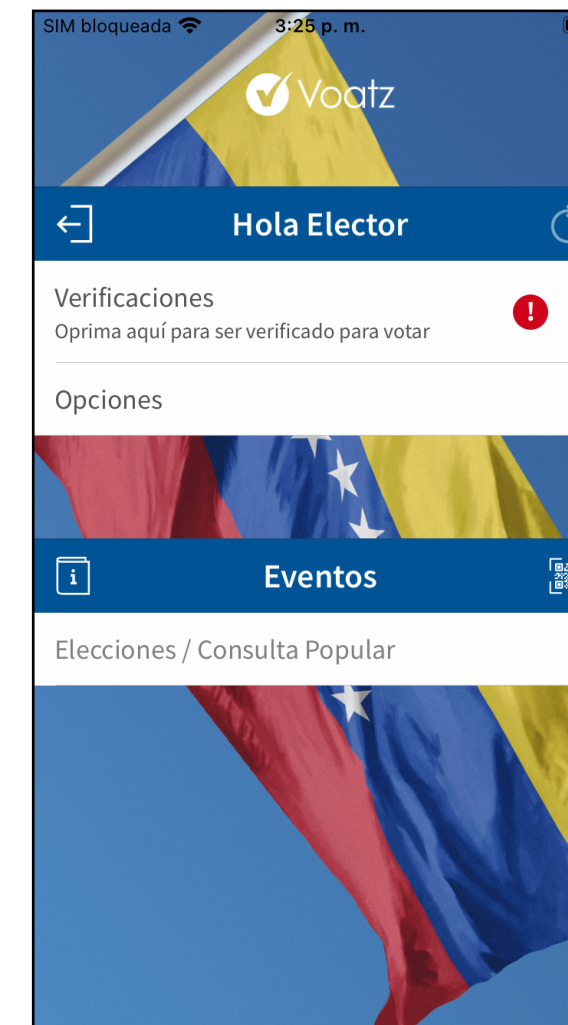 SIM bloqueada 3:25 p. m.
Voatz
Hola Elector
Verificaciones
Oprima aquí para ser verificado para votar
!
Opciones
i
Eventos
Elecciones / Consulta Popular